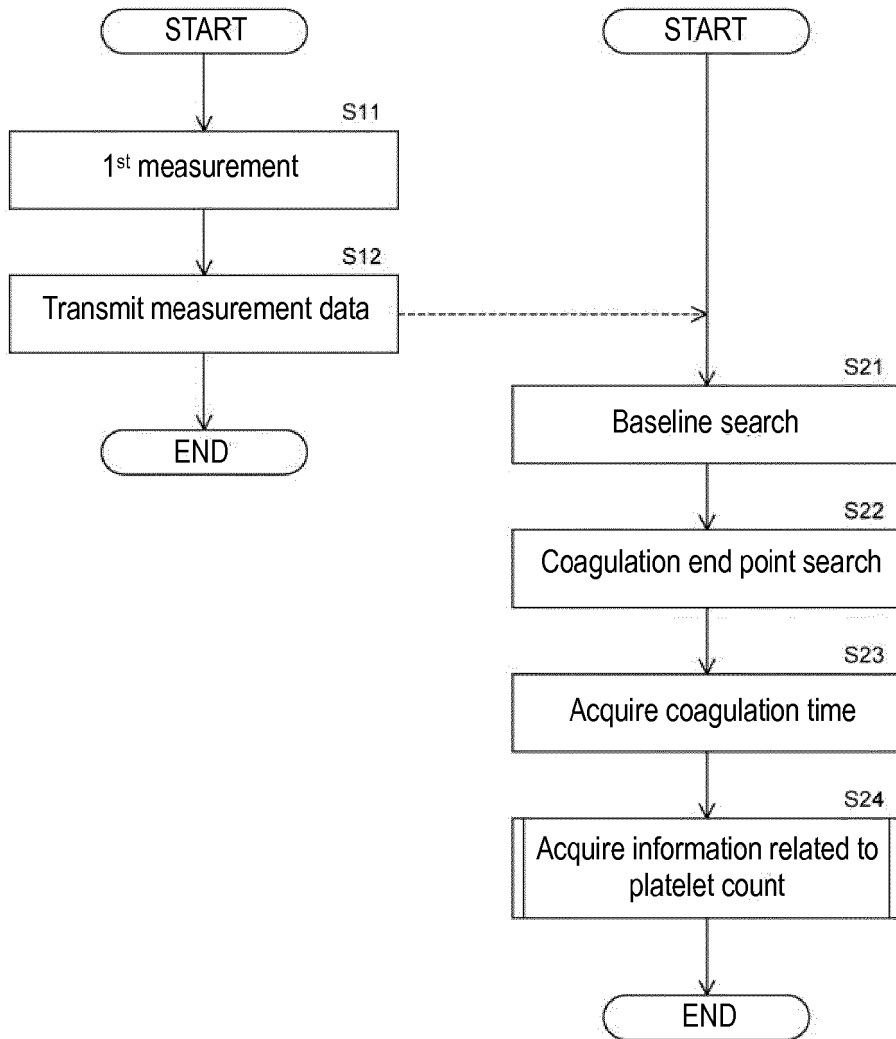 START
S11
1st measurement
S12
Transmit measurement data
END
START
S21
Baseline search
S22
Coagulation end point search
S23
Acquire coagulation time
S24
Acquire information related to
platelet count
END